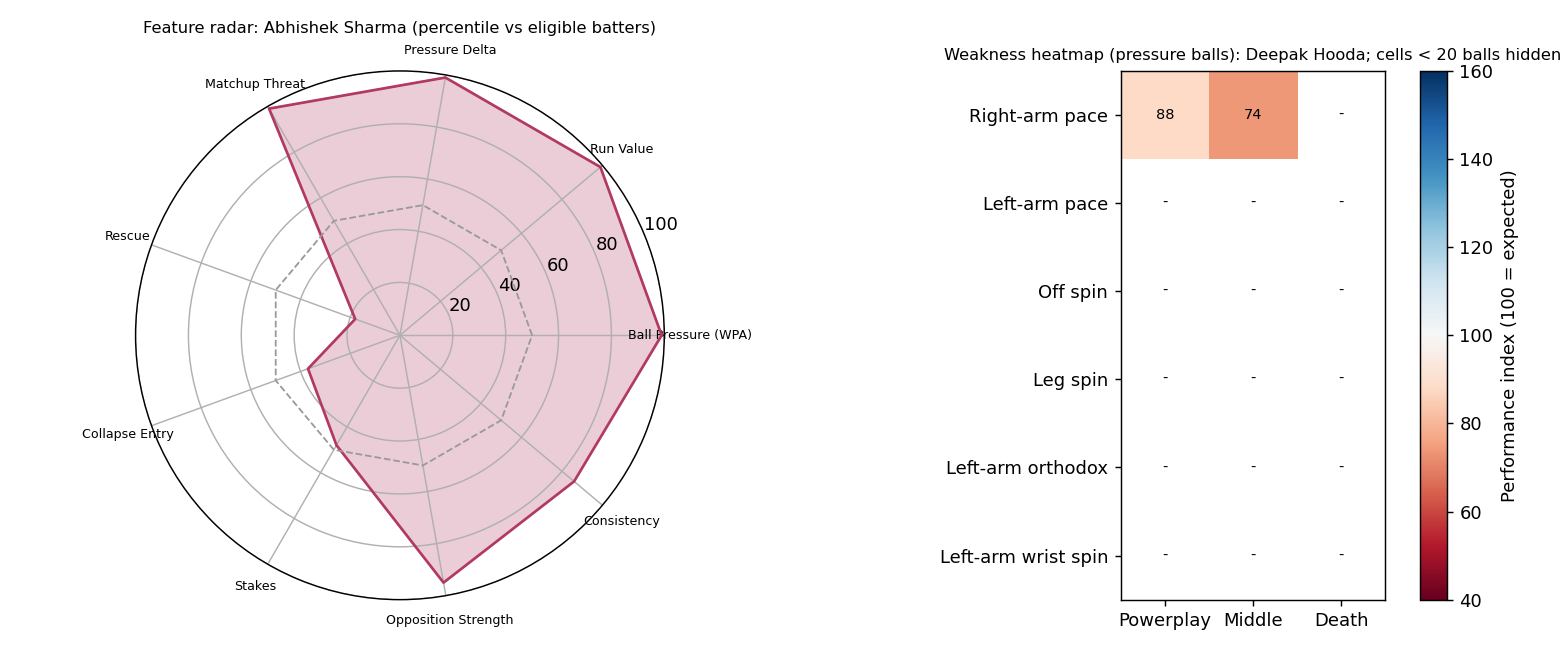 Feature radar: Abhishek Sharma (percentile vs eligible batters)
Pressure Delta
Matchup Threat
Run Value
Rescue
100
80
60
40
20
Ball Pressure (WPA)
Collapse Entry
Consistency
Stakes
Opposition Strength
Weakness heatmap (pressure balls): Deepak Hooda; cells < 20 balls hidden
Right-arm pace 88 74 -
Left-arm pace - - -
Off spin - - -
Leg spin - - -
Left-arm orthodox - - -
Left-arm wrist spin - - -
Powerplay Middle Death
160
140
120
100
80
60
40
Performance index (100 = expected)